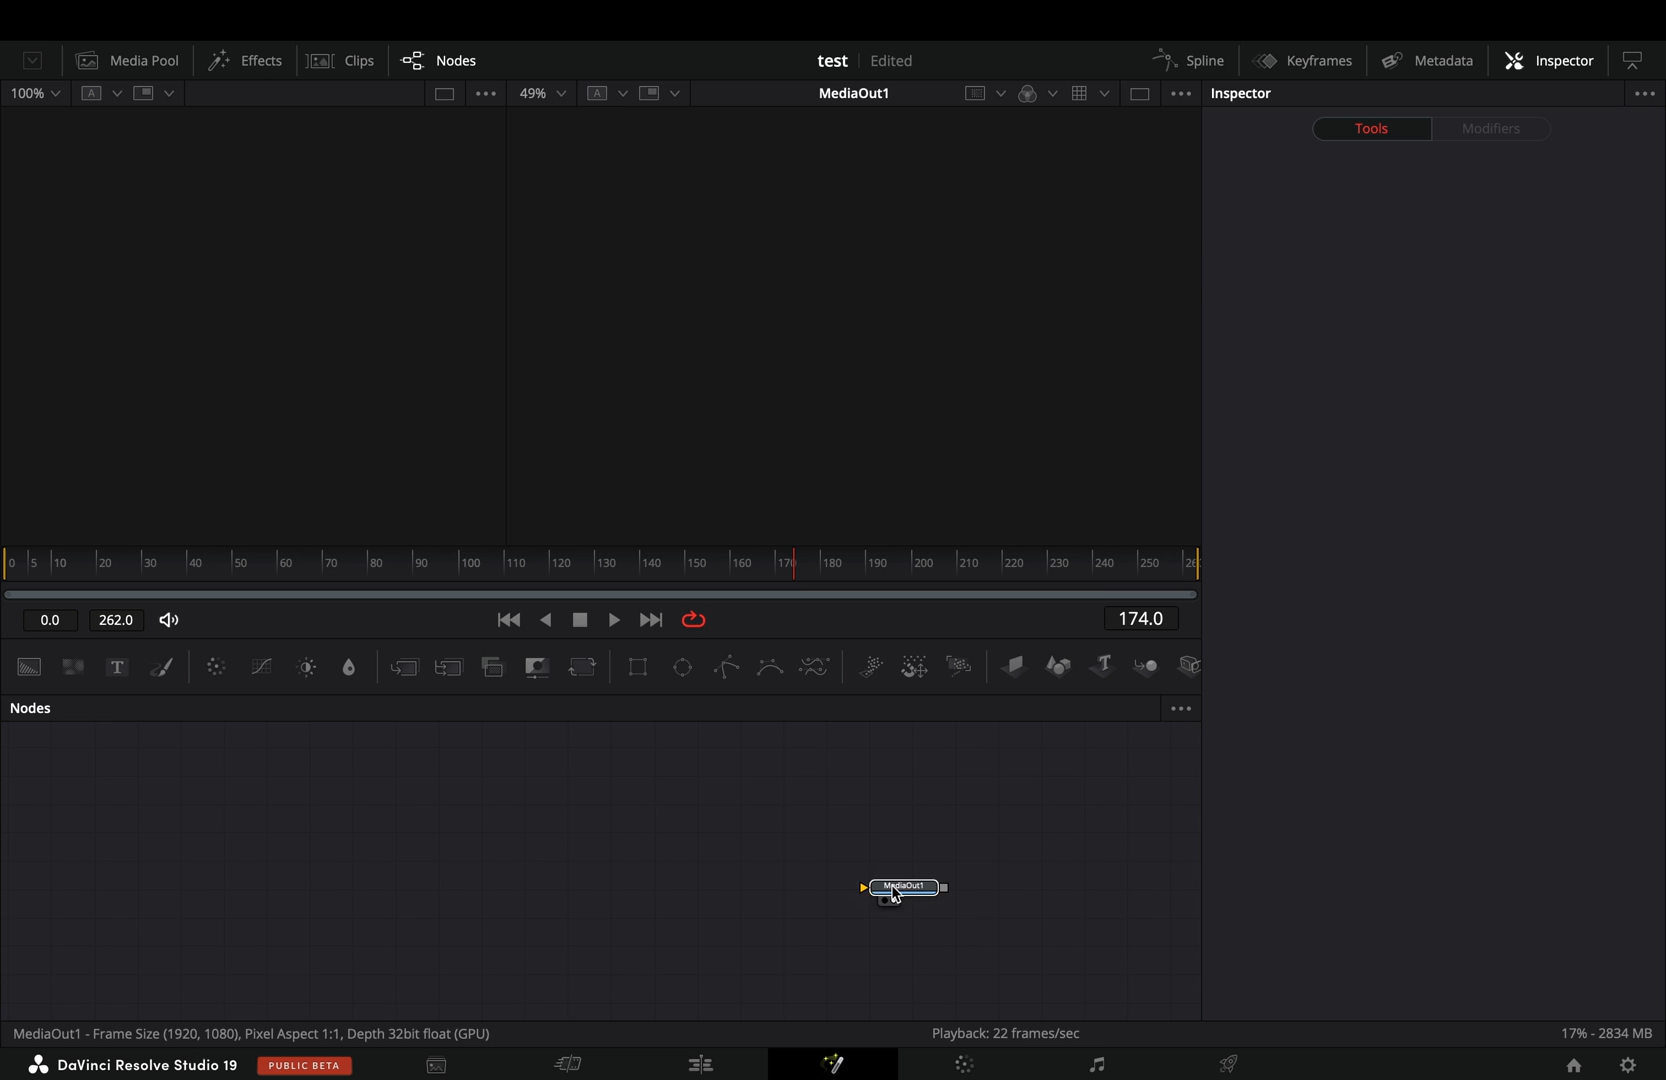 Media Pool Effects Clips Nodes test Edited Spline Keyframes Metadata Inspector
100% A 49% A MediaOut1 Inspector
Tools Modifiers
0 5 10 20 30 40 50 60 70 80 90 100 110 120 130 140 150 160 170 180 190 200 210 220 230 240 250
0.0 262.0 174.0
T T
Nodes
MediaOut1
MediaOut1 - Frame Size (1920, 1080), Pixel Aspect 1:1, Depth 32bit float (GPU) Playback: 22 frames/sec 17% - 2834 MB
DaVinci Resolve Studio 19 PUBLIC BETA